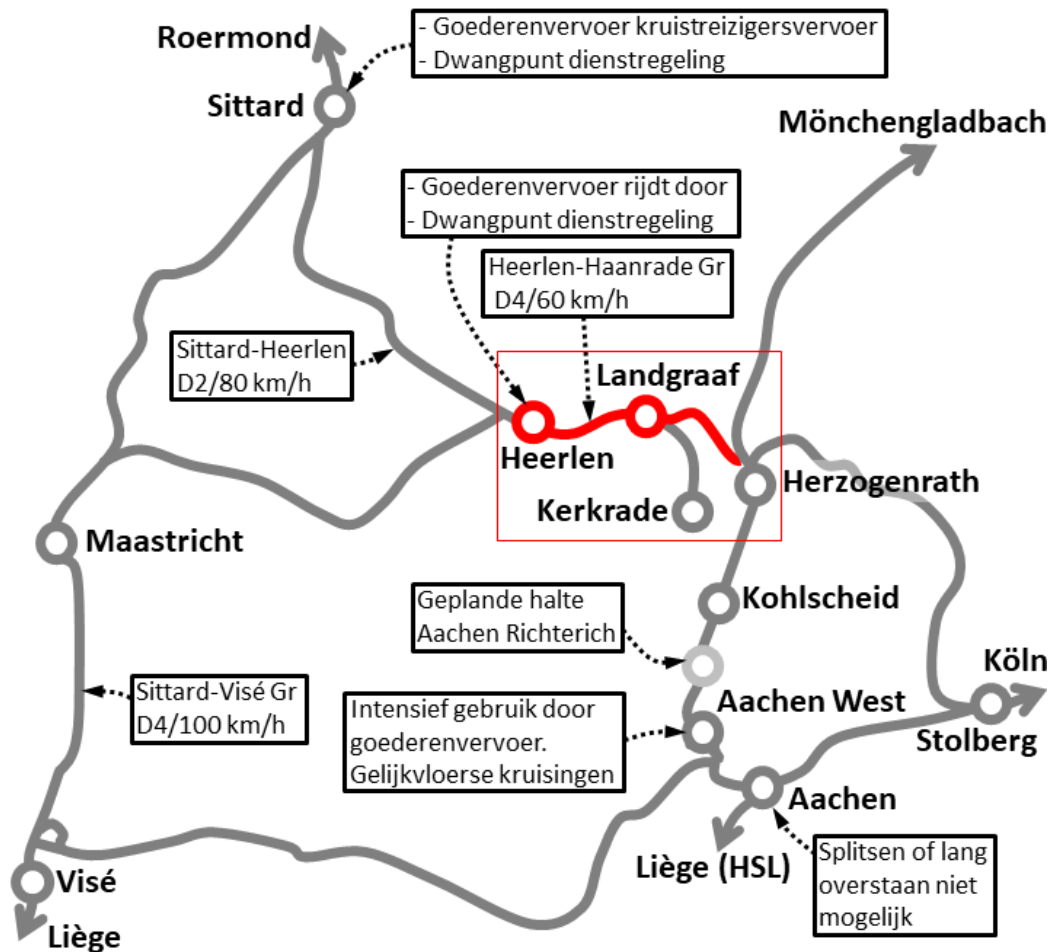 - Goederenvervoer kruistreizigersvervoer
- Dwangpunt dienstregeling
Roermond
Sittard
Mönchengladbach
- Goederenvervoer rijdt door
- Dwangpunt dienstregeling
Heerlen-Haanrade Gr
D4/60 km/h
Sittard-Heerlen
D2/80 km/h
Landgraaf
Heerlen
Herzogenrath
Kerkrade
Maastricht
Geplande halte
Aachen Richterich
Kohlscheid
Köln
Sittard-Visé Gr
D4/100 km/h
Intensief gebruik door
goederenvervoer.
Gelijkvloerse kruisingen
Aachen West
Stolberg
Aachen
Liège (HSL)
Splitsen of lang
overstaan niet
mogelijk
Visé
Liège